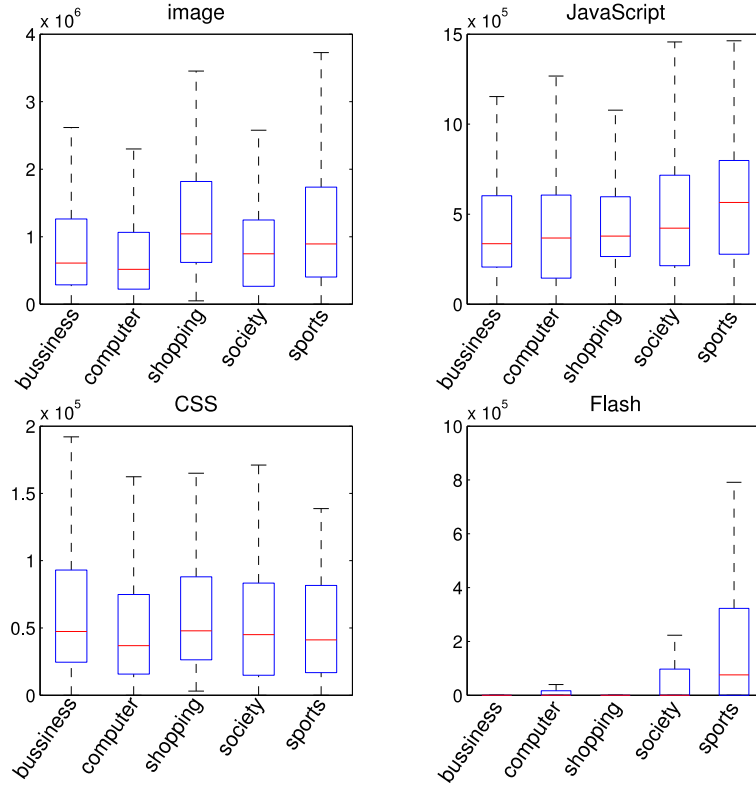 image
x 10^6
4
3
2
1
0
bussiness
computer
shopping
society
sports
JavaScript
x 10^5
15
10
5
0
bussiness
computer
shopping
society
sports
CSS
x 10^5
2
1.5
1
0.5
0
bussiness
computer
shopping
society
sports
Flash
x 10^5
10
8
6
4
2
0
bussiness
computer
shopping
society
sports